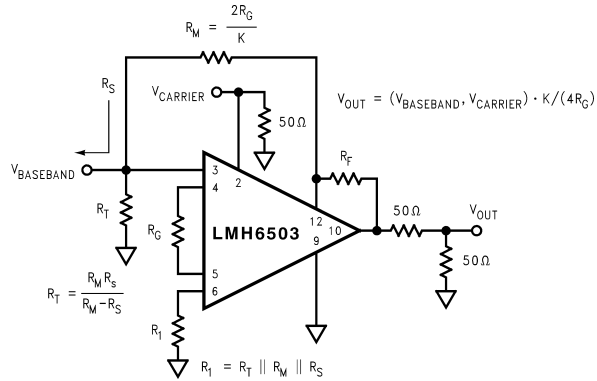 R_M = 2R_G / K
R_S
V_CARRIER
50Ω
V_OUT = (V_BASEBAND, V_CARRIER) · K/(4R_G)
V_BASEBAND
3
4
2
R_F
R_T
R_G
LMH6503
12
10
9
50Ω
V_OUT
50Ω
5
6
R_T = R_M R_s / R_M – R_S
R_1
R_1 = R_T || R_M || R_S